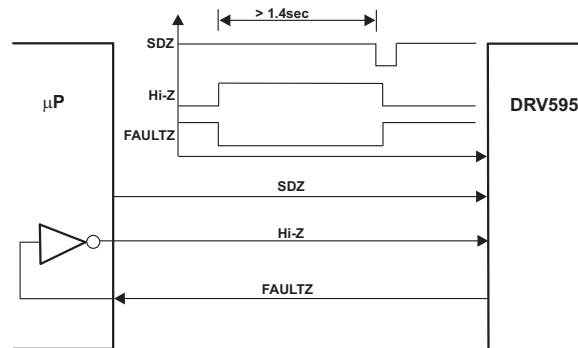 > 1.4sec
SDZ
Hi-Z
µP
DRV595
FAULTZ
SDZ
Hi-Z
FAULTZ